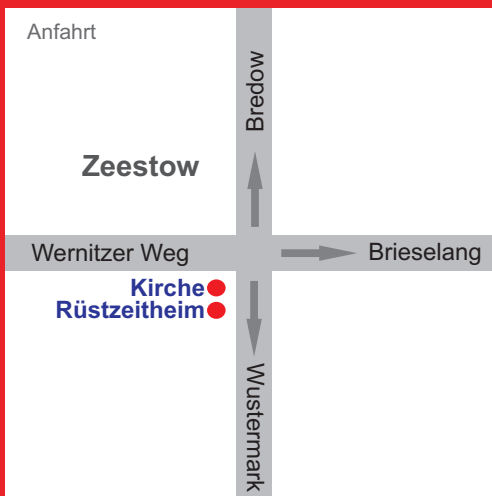 Anfahrt
Bredow
Zeestow
Wernitzer Weg
Brieselang
Kirche
Rüstzeitheim
Wustermark